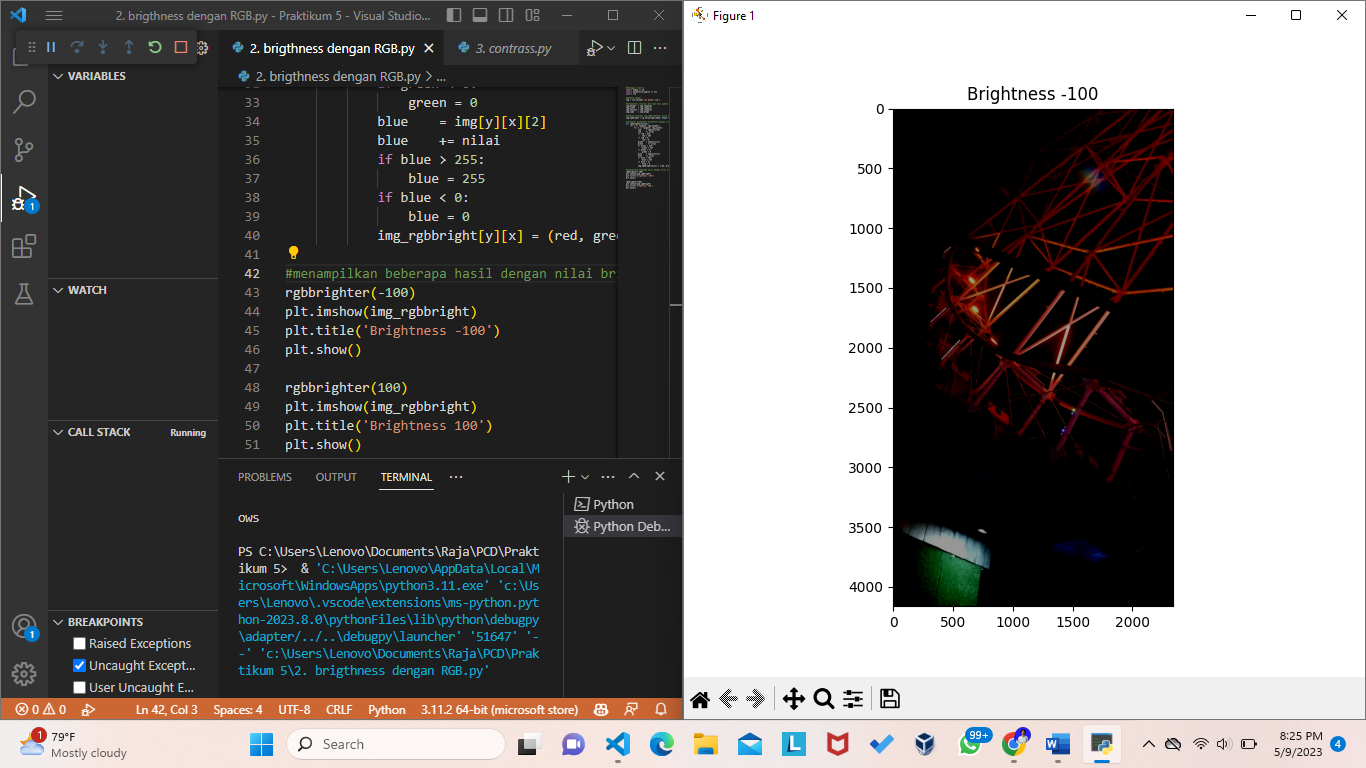 2. brigthness dengan RGB.py - Praktikum 5 - Visual Studio...
2. brigthness dengan RGB.py
3. contrass.py
2. brigthness dengan RGB.py > ...
VARIABLES
WATCH
CALL STACK
Running
BREAKPOINTS
Raised Exceptions
Uncaught Except...
User Uncaught E...
1
1
33 green = 0
34 blue = img[y][x][2]
35 blue += nilai
36 if blue > 255:
37 blue = 255
38 if blue < 0:
39 blue = 0
40 img_rgbbright[y][x] = (red, gree
41
42 #menampilkan beberapa hasil dengan nilai br
43 rgbbrighter(-100)
44 plt.imshow(img_rgbbright)
45 plt.title('Brightness -100')
46 plt.show()
47
48 rgbbrighter(100)
49 plt.imshow(img_rgbbright)
50 plt.title('Brightness 100')
51 plt.show()
PROBLEMS
OUTPUT
TERMINAL
Python
Python Deb...
ows
PS C:\Users\Lenovo\Documents\Raja\PCD\Prakt
ikum 5> & 'C:\Users\Lenovo\AppData\Local\M
icrosoft\WindowsApps\python3.11.exe' 'c:\Us
ers\Lenovo\.vscode\extensions\ms-python.pyt
hon-2023.8.0\pythonFiles\lib\python\debugpy
\adapter/../..\debugpy\launcher' '51647' '-
-' 'c:\Users\Lenovo\Documents\Raja\PCD\Prak
tikum 5\2. brigthness dengan RGB.py'
0 0
Ln 42, Col 3
Spaces: 4
UTF-8
CRLF
Python
3.11.2 64-bit (microsoft store)
Figure 1
Brightness -100
0
500
1000
1500
2000
2500
3000
3500
4000
0 500 1000 1500 2000
1
79°F
Mostly cloudy
Search
L
99+
8:25 PM
5/9/2023
4